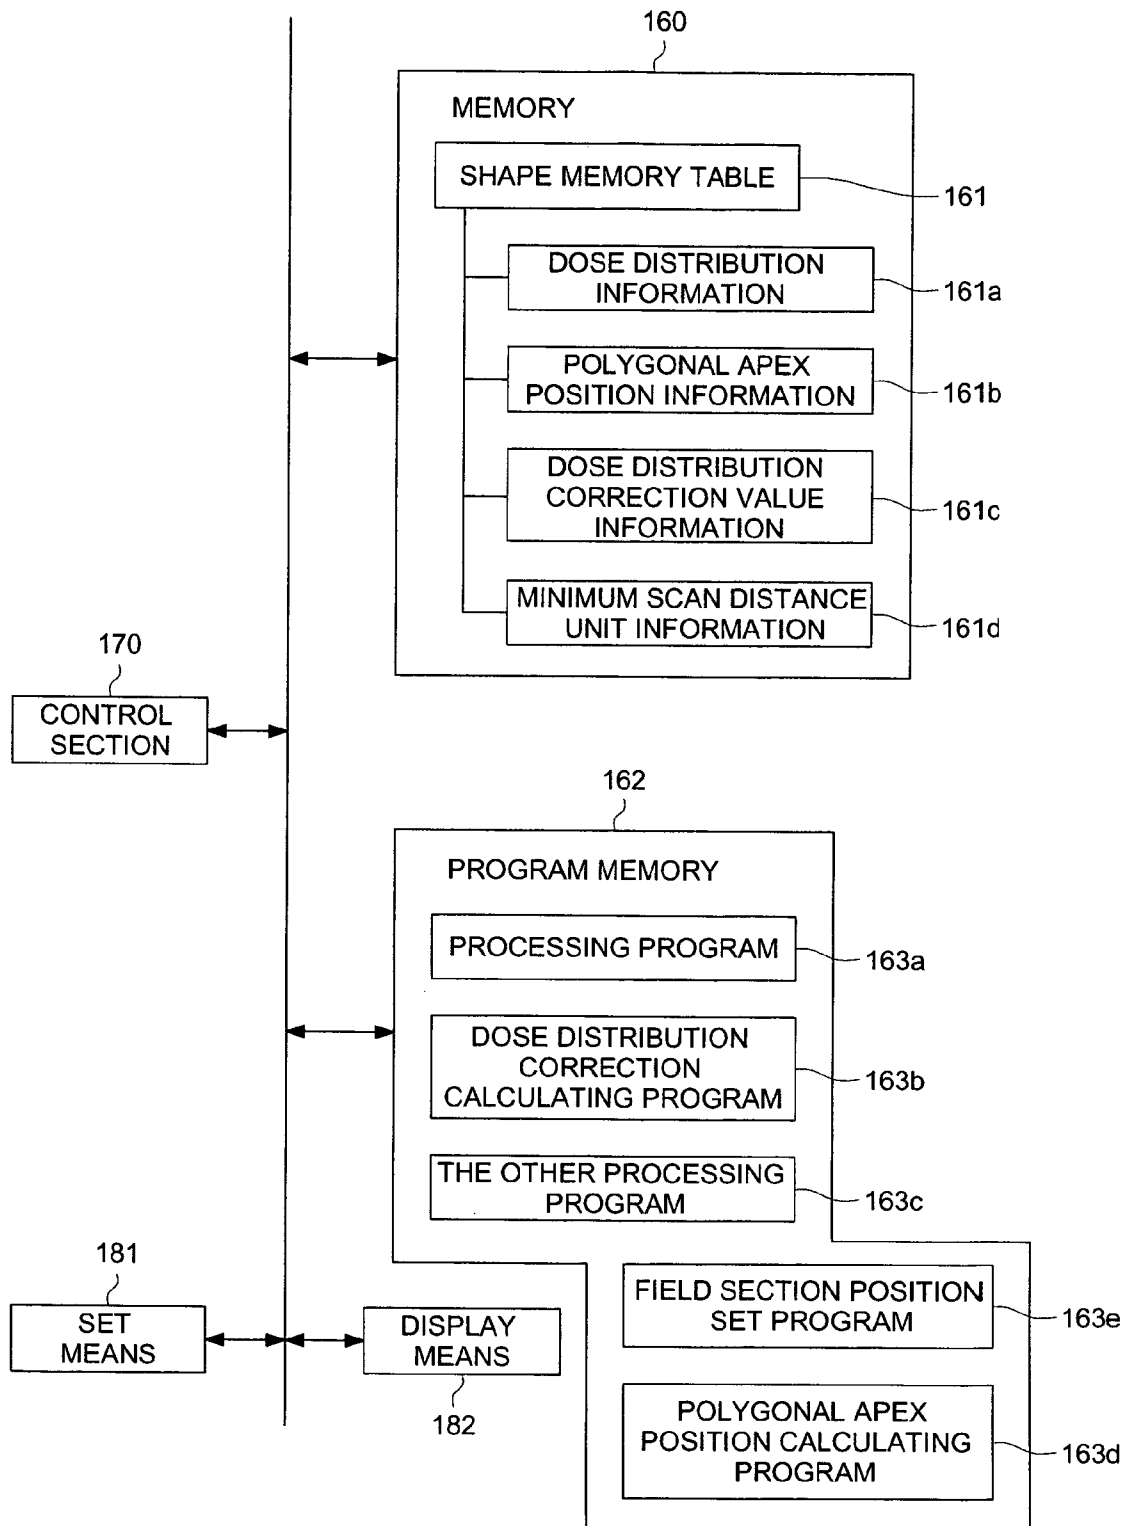 160
MEMORY
SHAPE MEMORY TABLE
161
DOSE DISTRIBUTION
INFORMATION
161a
POLYGONAL APEX
POSITION INFORMATION
161b
DOSE DISTRIBUTION
CORRECTION VALUE
INFORMATION
161c
MINIMUM SCAN DISTANCE
UNIT INFORMATION
161d
170
CONTROL
SECTION
162
PROGRAM MEMORY
PROCESSING PROGRAM
163a
DOSE DISTRIBUTION
CORRECTION
CALCULATING PROGRAM
163b
THE OTHER PROCESSING
PROGRAM
163c
181
SET
MEANS
DISPLAY
MEANS
182
FIELD SECTION POSITION
SET PROGRAM
163e
POLYGONAL APEX
POSITION CALCULATING
PROGRAM
163d